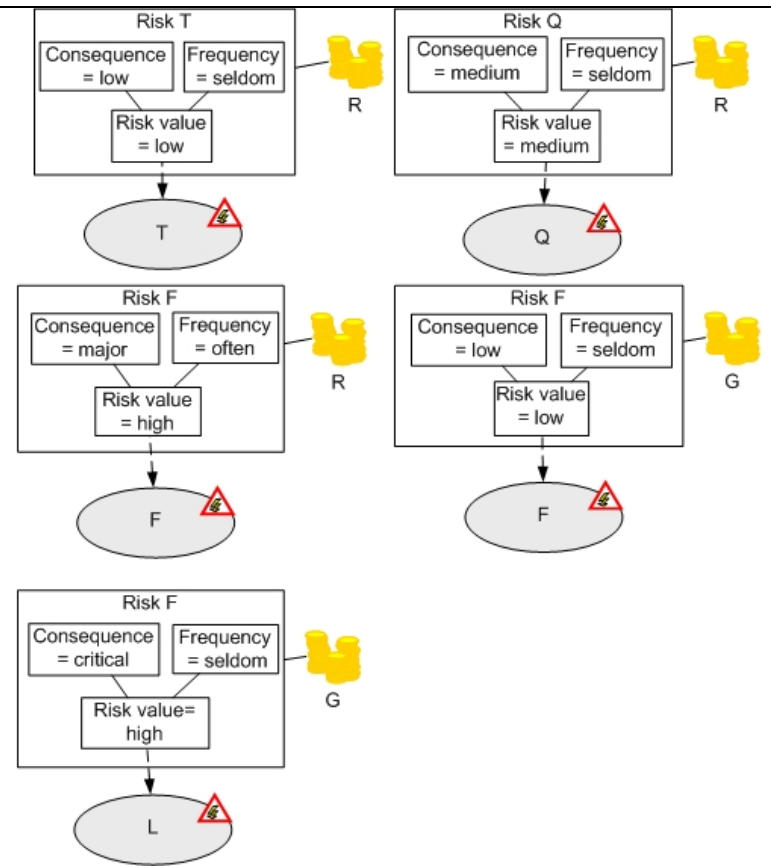 Risk T
Consequence
= low
Frequency
= seldom
Risk value
= low
R
T
Risk Q
Consequence
= medium
Frequency
= seldom
Risk value
= medium
R
Q
Risk F
Consequence
= major
Frequency
= often
Risk value
= high
R
F
Risk F
Consequence
= low
Frequency
= seldom
Risk value
= low
G
F
Risk F
Consequence
= critical
Frequency
= seldom
Risk value=
high
G
L